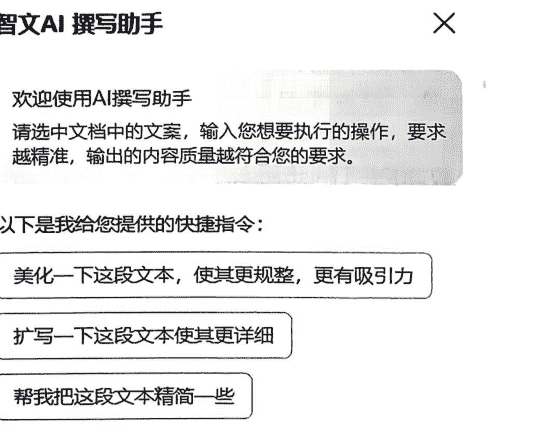 智文AI 撰写助手
欢迎使用AI撰写助手
请选中文档中的文案，输入您想要执行的操作，要求
越精准，输出的内容质量越符合您的要求。
以下是我给您提供的快捷指令：
美化一下这段文本，使其更规整，更有吸引力
扩写一下这段文本使其更详细
帮我把这段文本精简一些